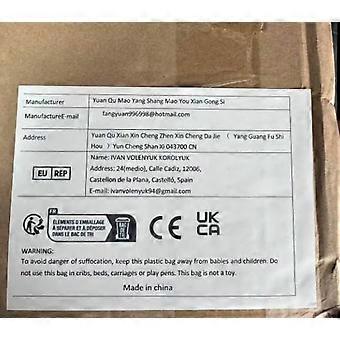 Manufacturer Yuan Qu Mao Yang Shang Mao You Xian Gong Si
ManufactureE-mail fangyuan996998@hotmail.com
Address Yuan Qu Xian Xin Cheng Zhen Xin Cheng Da Jie （ Yang Guang Fu Shi
Hou ） Yun Cheng Shan Xi 043700 CN
EU REP
Name: IVAN VOLENYUK KOROLYUK
Address: 24(medio), Calle Cadiz, 12006,
Castellon de la Plana, Castelló, Spain
E-mail: ivanvolenyuk94@gmail.com
FR
ÉLÉMENTS D'EMBALLAGE
À SÉPARER ET À DÉPOSER
DANS LE BAC DE TRI
BAC
DE
TRI
CE
UK
CA
WARNING:
To avoid danger of suffocation, keep this plastic bag away from babies and children. Do
not use this bag in cribs, beds, carriages or play pens. This bag is not a toy.
Made in china